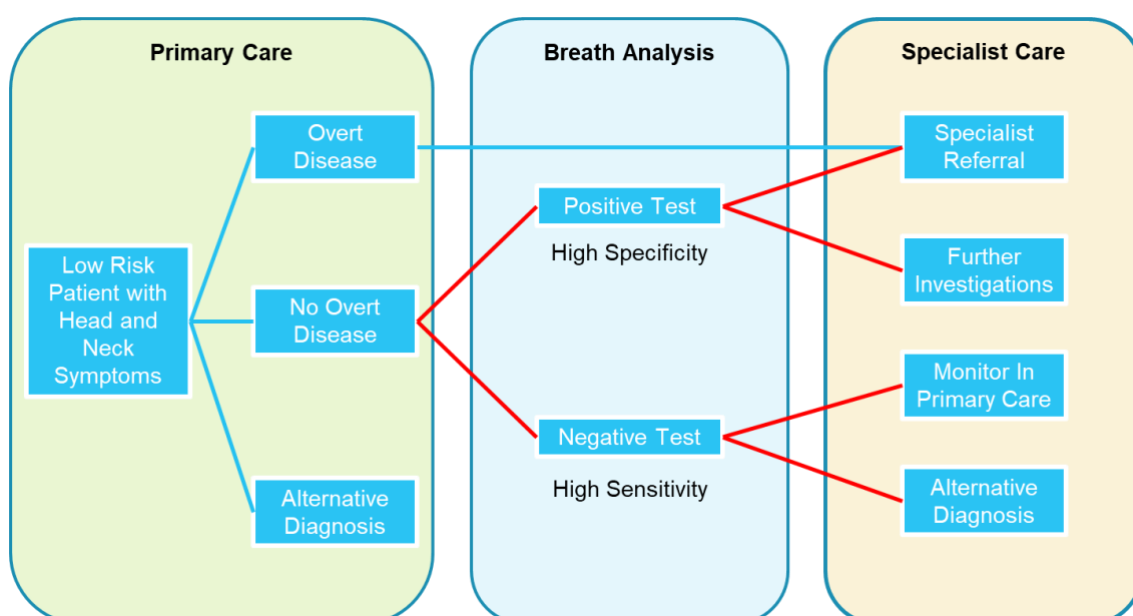 Primary Care
Overt
Disease
Low Risk
Patient with
Head and
Neck
Symptoms
No Overt
Disease
Alternative
Diagnosis
Breath Analysis
Positive Test
High Specificity
Negative Test
High Sensitivity
Specialist Care
Specialist
Referral
Further
Investigations
Monitor In
Primary Care
Alternative
Diagnosis